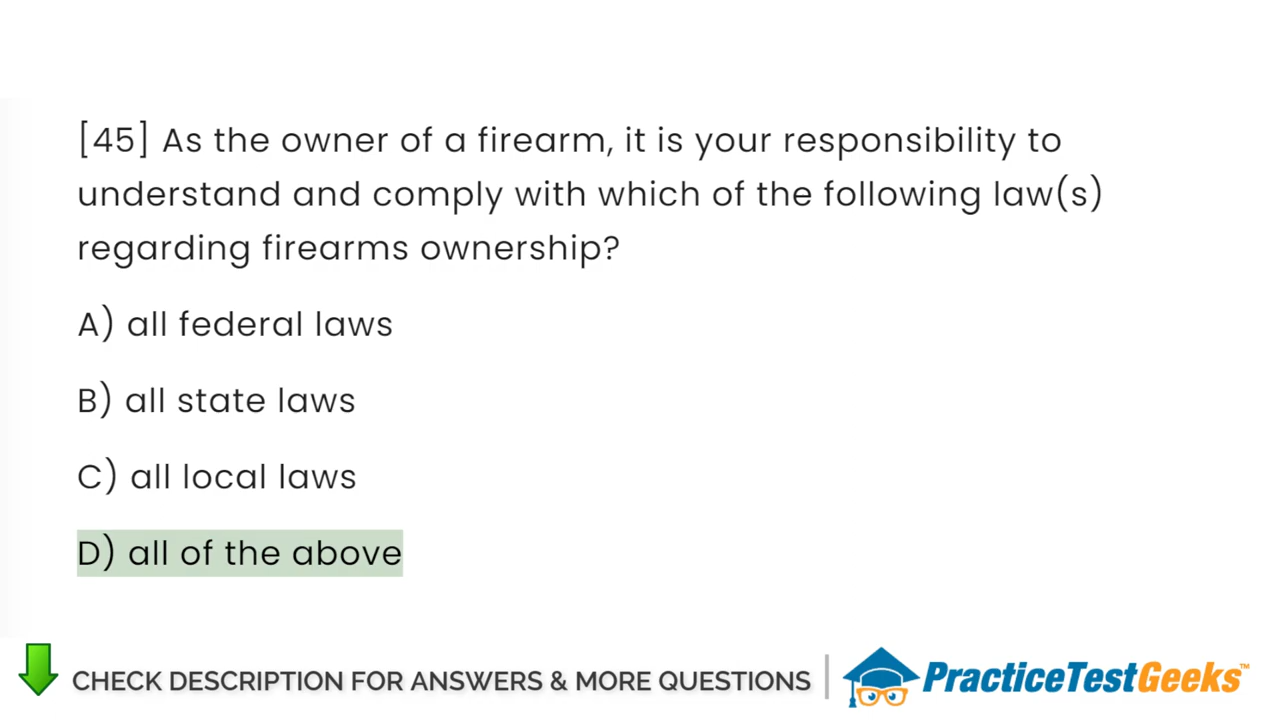 [45] As the owner of a firearm, it is your responsibility to
understand and comply with which of the following law(s)
regarding firearms ownership?
A) all federal laws
B) all state laws
C) all local laws
D) all of the above
CHECK DESCRIPTION FOR ANSWERS & MORE QUESTIONS
PracticeTestGeeks™